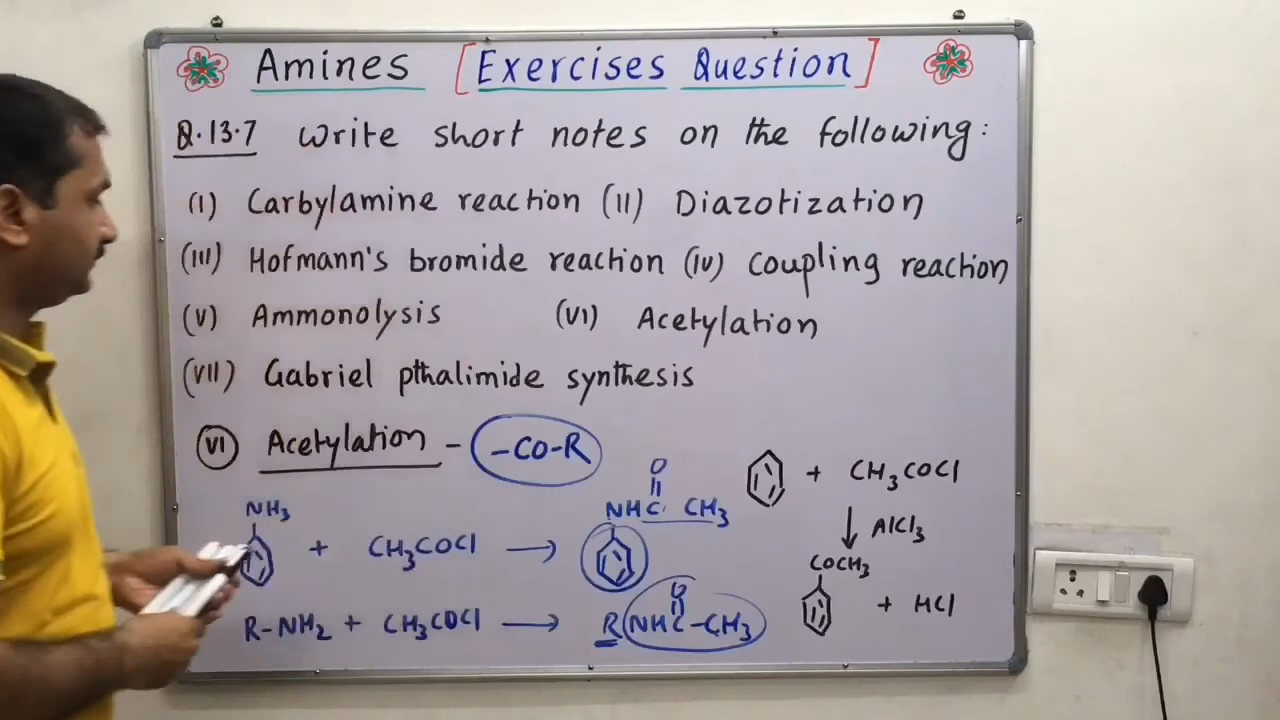 Amines [Exercises Question]
Q.13.7 Write short notes on the following:
(I) Carbylamine reaction (II) Diazotization
(III) Hofmann's bromide reaction (IV) Coupling reaction
(V) Ammonolysis (VI) Acetylation
(VII) Gabriel pthalimide synthesis
(VI) Acetylation - -CO-R
NH3 + CH3COCl → NHC CH3
O
R-NH2 + CH3COCl → RNHC-CH3
O
+ CH3COCl
↓ AlCl3
COCH3
+ HCl